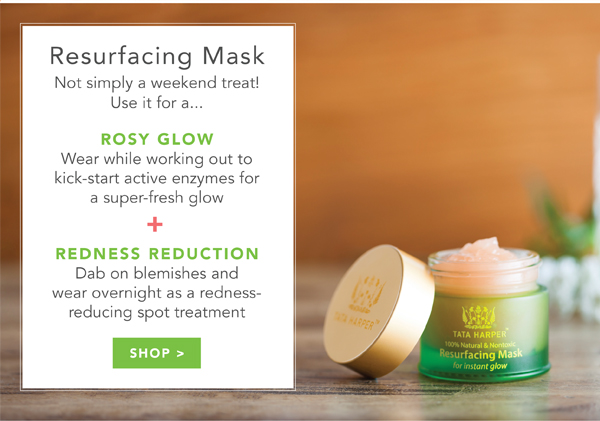 Resurfacing Mask
Not simply a weekend treat!
Use it for a...
ROSY GLOW
Wear while working out to
kick-start active enzymes for
a super-fresh glow
+
REDNESS REDUCTION
Dab on blemishes and
wear overnight as a redness-
reducing spot treatment
SHOP >
TATA HARPER
TATA HARPER
100% Natural & Nontoxic
Resurfacing Mask
for instant glow